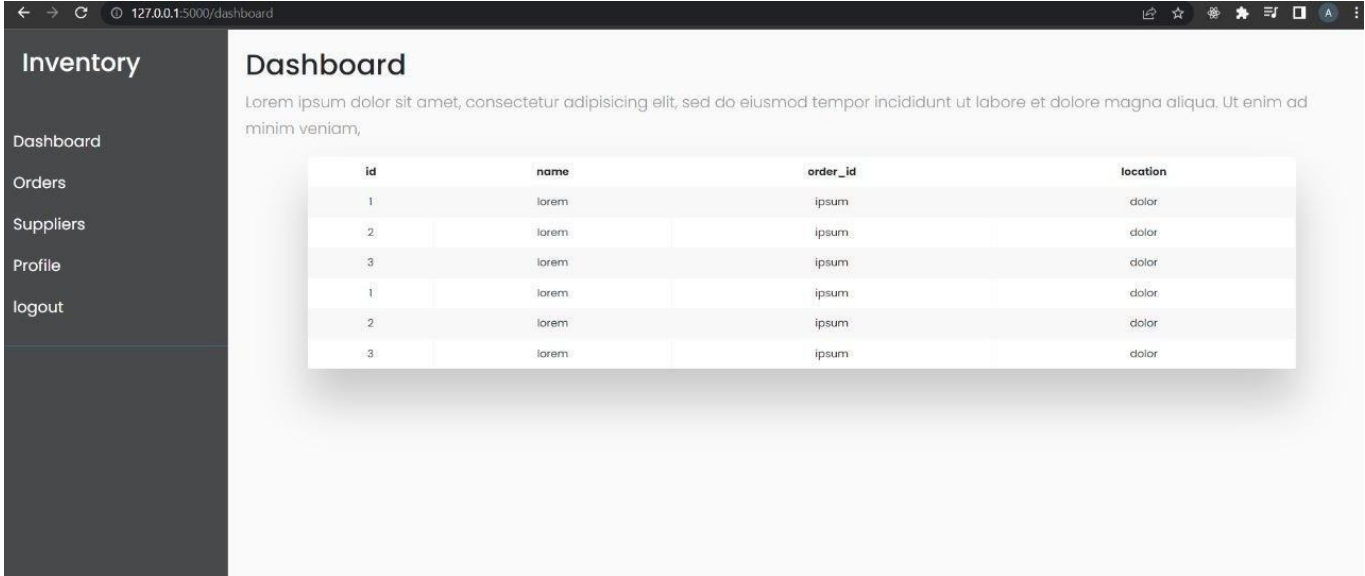 127.0.0.1:5000/dashboard
A
Inventory
Dashboard
Orders
Suppliers
Profile
logout
Dashboard
Lorem ipsum dolor sit amet, consectetur adipisicing elit, sed do eiusmod tempor incididunt ut labore et dolore magna aliqua. Ut enim ad
minim veniam,
id name order_id location
1 lorem ipsum dolor
2 lorem ipsum dolor
3 lorem ipsum dolor
1 lorem ipsum dolor
2 lorem ipsum dolor
3 lorem ipsum dolor